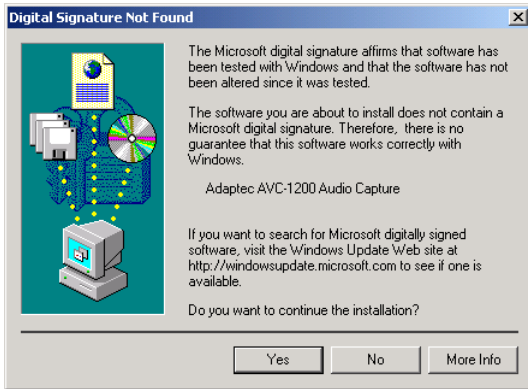 Digital Signature Not Found
The Microsoft digital signature affirms that software has
been tested with Windows and that the software has not
been altered since it was tested.
The software you are about to install does not contain a
Microsoft digital signature. Therefore, there is no
guarantee that this software works correctly with
Windows.
Adaptec AVC-1200 Audio Capture
If you want to search for Microsoft digitally signed
software, visit the Windows Update Web site at
http://windowsupdate.microsoft.com to see if one is
available.
Do you want to continue the installation?
Yes No More Info